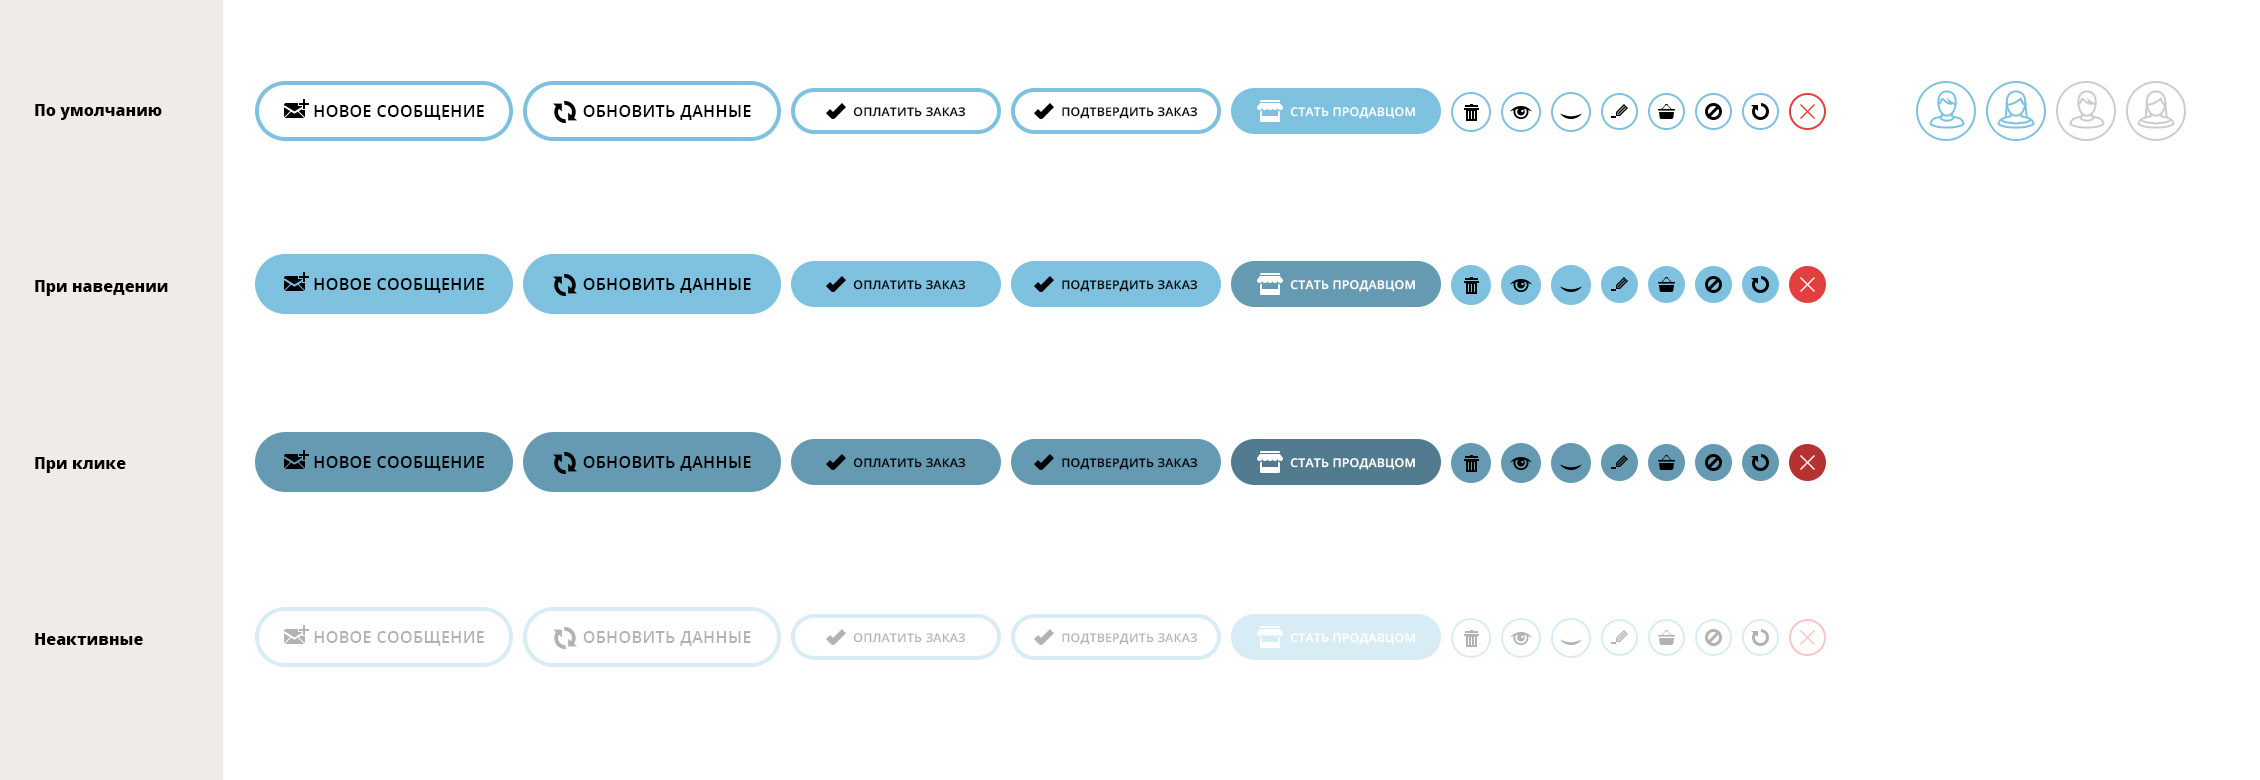 По умолчанию
НОВОЕ СООБЩЕНИЕ ОБНОВИТЬ ДАННЫЕ ОПЛАТИТЬ ЗАКАЗ ПОДТВЕРДИТЬ ЗАКАЗ СТАТЬ ПРОДАВЦОМ
При наведении
НОВОЕ СООБЩЕНИЕ ОБНОВИТЬ ДАННЫЕ ОПЛАТИТЬ ЗАКАЗ ПОДТВЕРДИТЬ ЗАКАЗ СТАТЬ ПРОДАВЦОМ
При клике
НОВОЕ СООБЩЕНИЕ ОБНОВИТЬ ДАННЫЕ ОПЛАТИТЬ ЗАКАЗ ПОДТВЕРДИТЬ ЗАКАЗ СТАТЬ ПРОДАВЦОМ
Неактивные
НОВОЕ СООБЩЕНИЕ ОБНОВИТЬ ДАННЫЕ ОПЛАТИТЬ ЗАКАЗ ПОДТВЕРДИТЬ ЗАКАЗ СТАТЬ ПРОДАВЦОМ